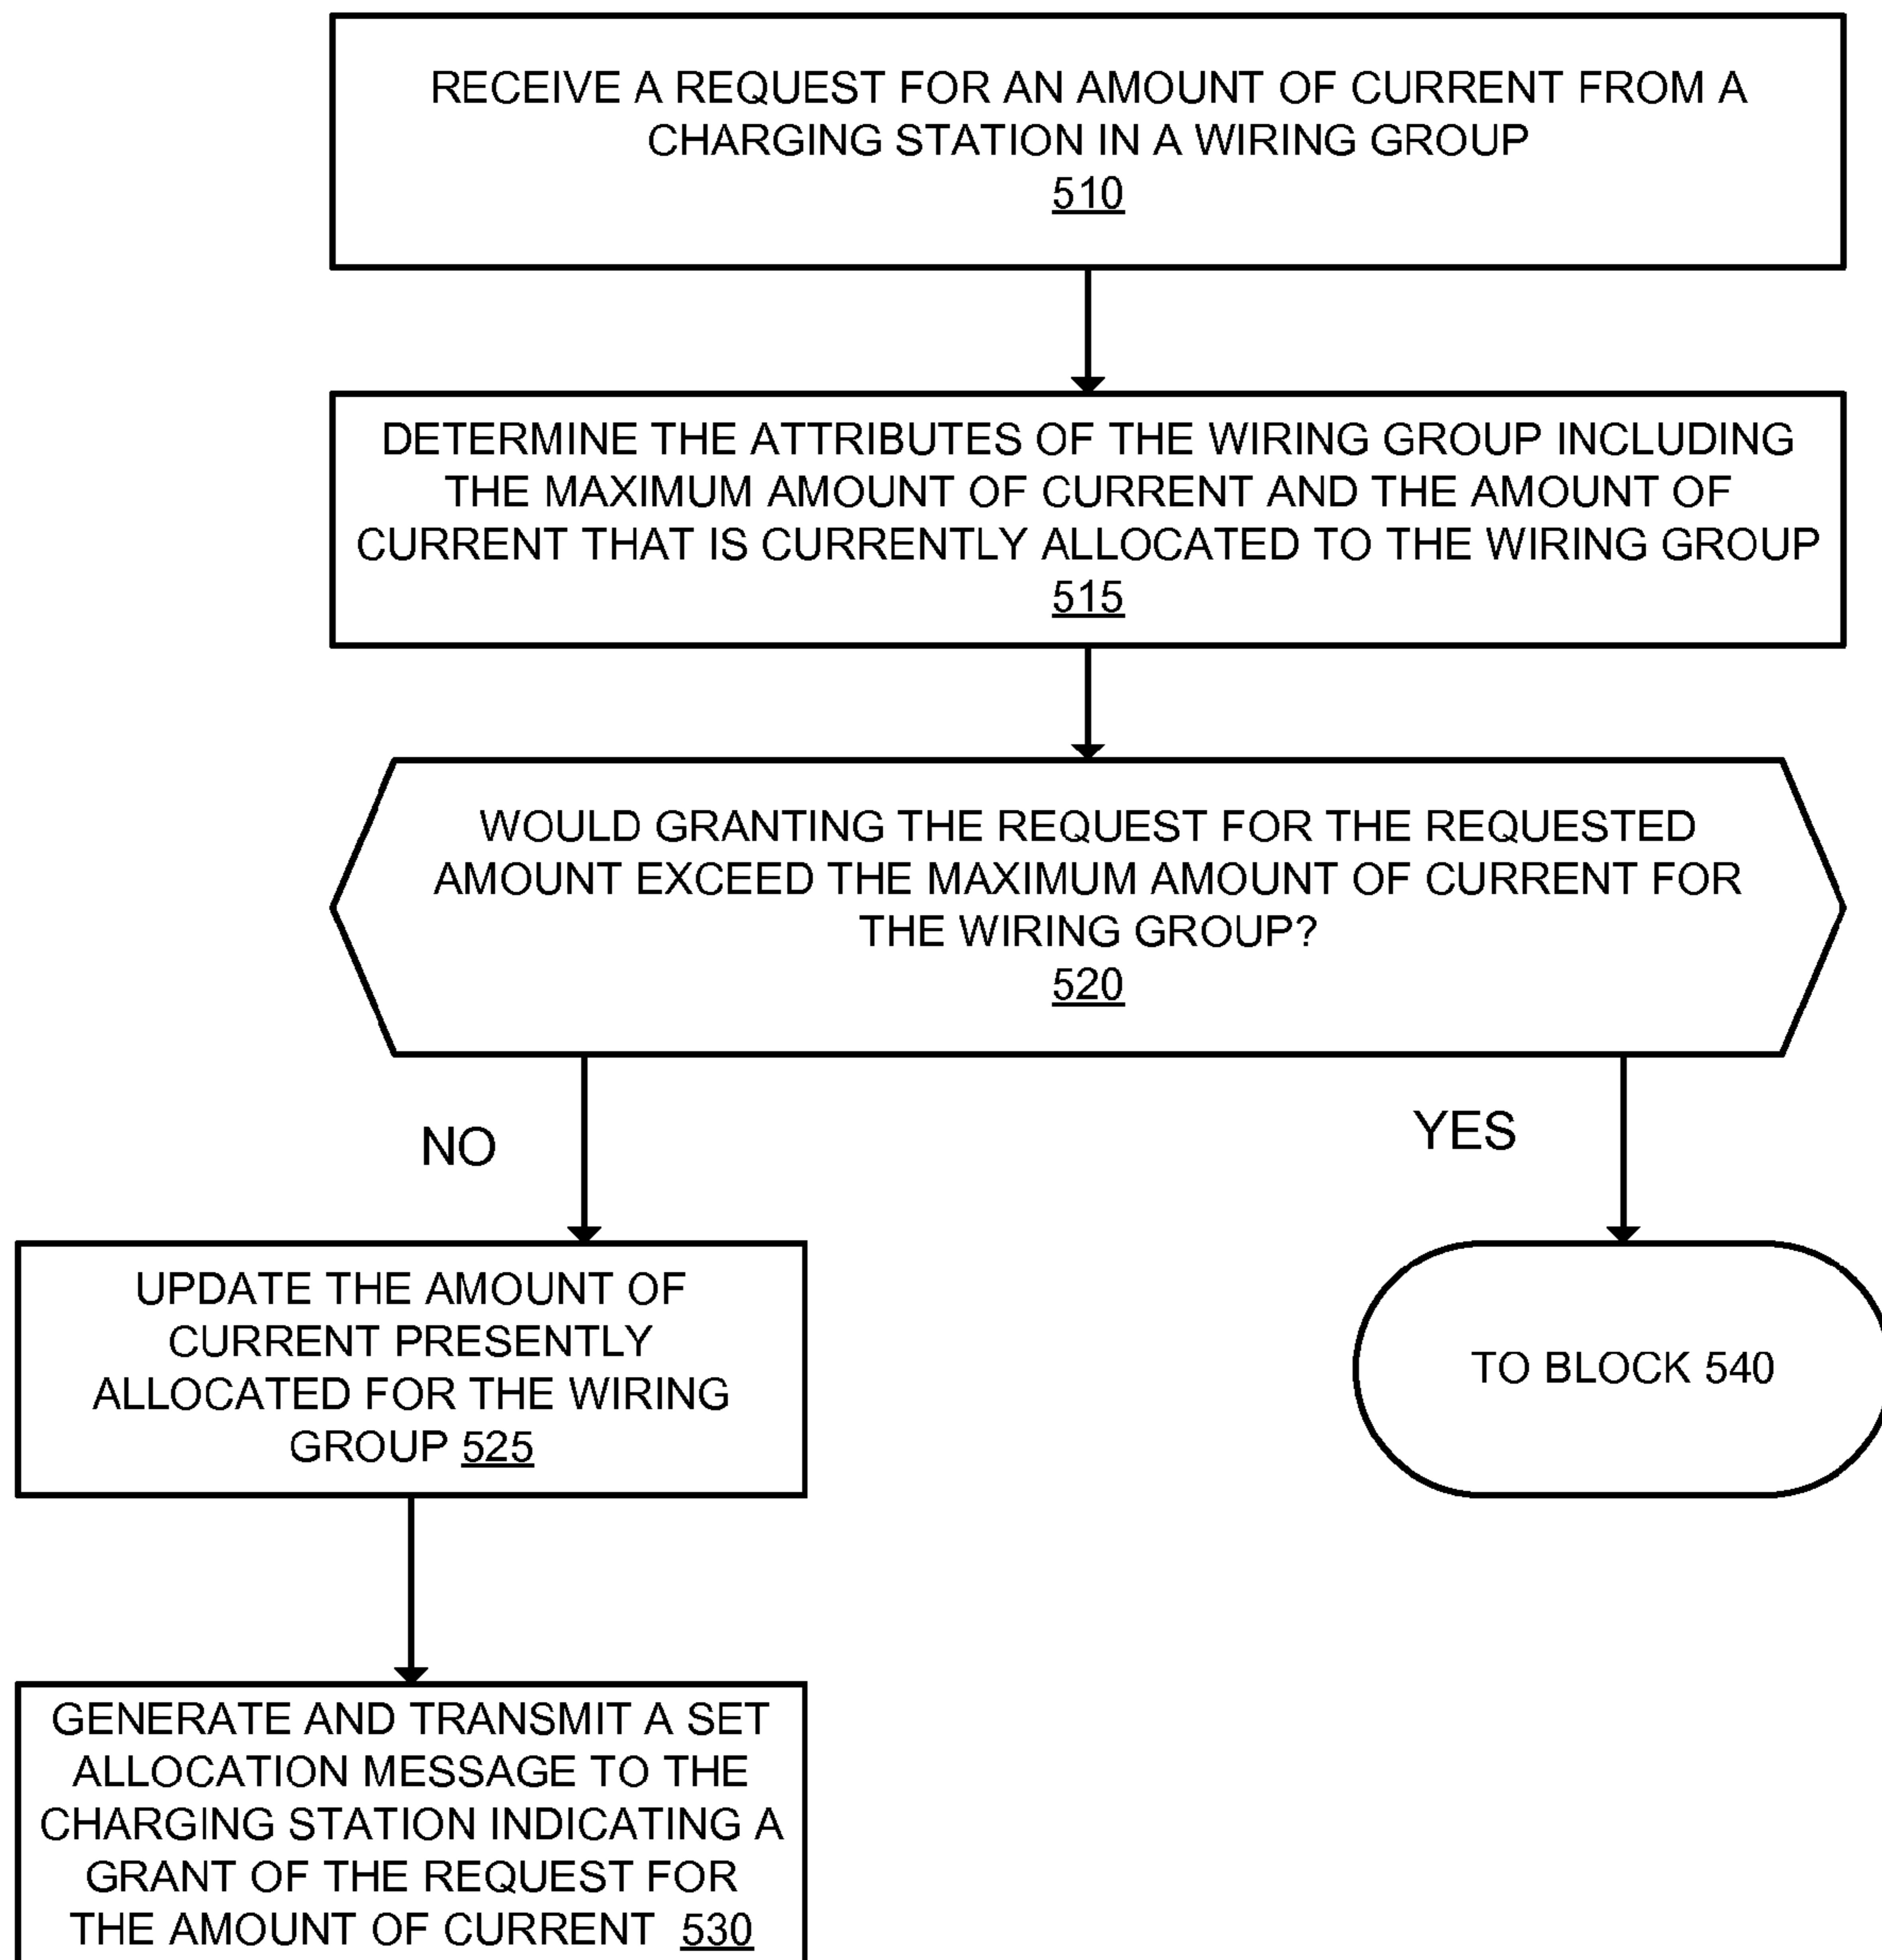 RECEIVE A REQUEST FOR AN AMOUNT OF CURRENT FROM A
CHARGING STATION IN A WIRING GROUP
510
DETERMINE THE ATTRIBUTES OF THE WIRING GROUP INCLUDING
THE MAXIMUM AMOUNT OF CURRENT AND THE AMOUNT OF
CURRENT THAT IS CURRENTLY ALLOCATED TO THE WIRING GROUP
515
WOULD GRANTING THE REQUEST FOR THE REQUESTED
AMOUNT EXCEED THE MAXIMUM AMOUNT OF CURRENT FOR
THE WIRING GROUP?
520
NO
YES
UPDATE THE AMOUNT OF
CURRENT PRESENTLY
ALLOCATED FOR THE WIRING
GROUP 525
TO BLOCK 540
GENERATE AND TRANSMIT A SET
ALLOCATION MESSAGE TO THE
CHARGING STATION INDICATING A
GRANT OF THE REQUEST FOR
THE AMOUNT OF CURRENT 530